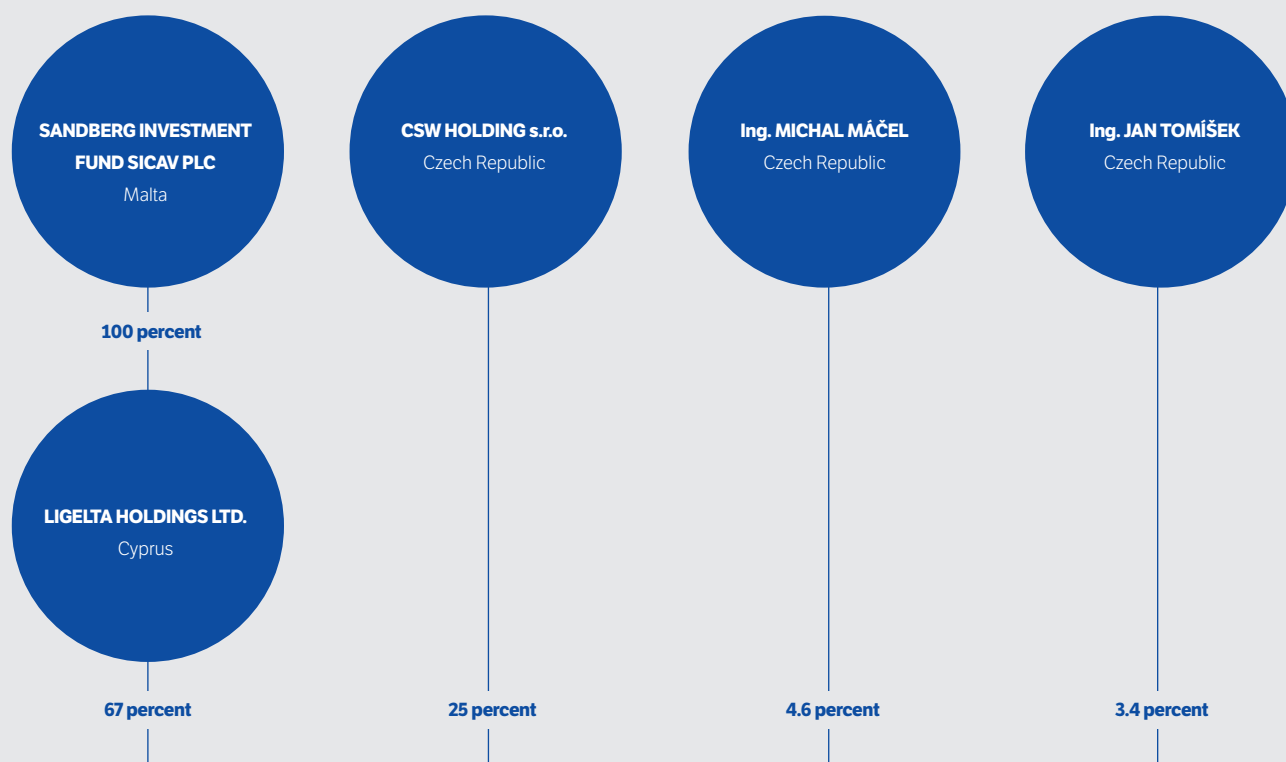 SANDBERG INVESTMENT
FUND SICAV PLC
Malta
CSW HOLDING s.r.o.
Czech Republic
Ing. MICHAL MÁČEL
Czech Republic
Ing. JAN TOMÍŠEK
Czech Republic
100 percent
LIGELTA HOLDINGS LTD.
Cyprus
67 percent
25 percent
4.6 percent
3.4 percent